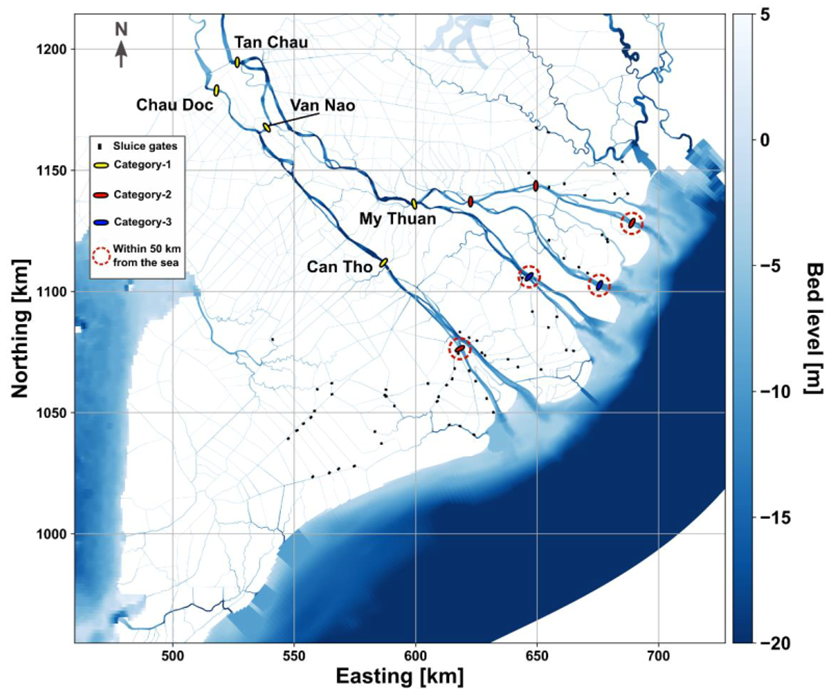 N
Tan Chau
Chau Doc
Van Nao
Sluice gates
Category-1
Category-2
Category-3
Within 50 km
from the sea
My Thuan
Can Tho
1200
1150
1100
1050
1000
Northing [km]
500
550
600
650
700
Easting [km]
5
0
−5
−10
−15
−20
Bed level [m]